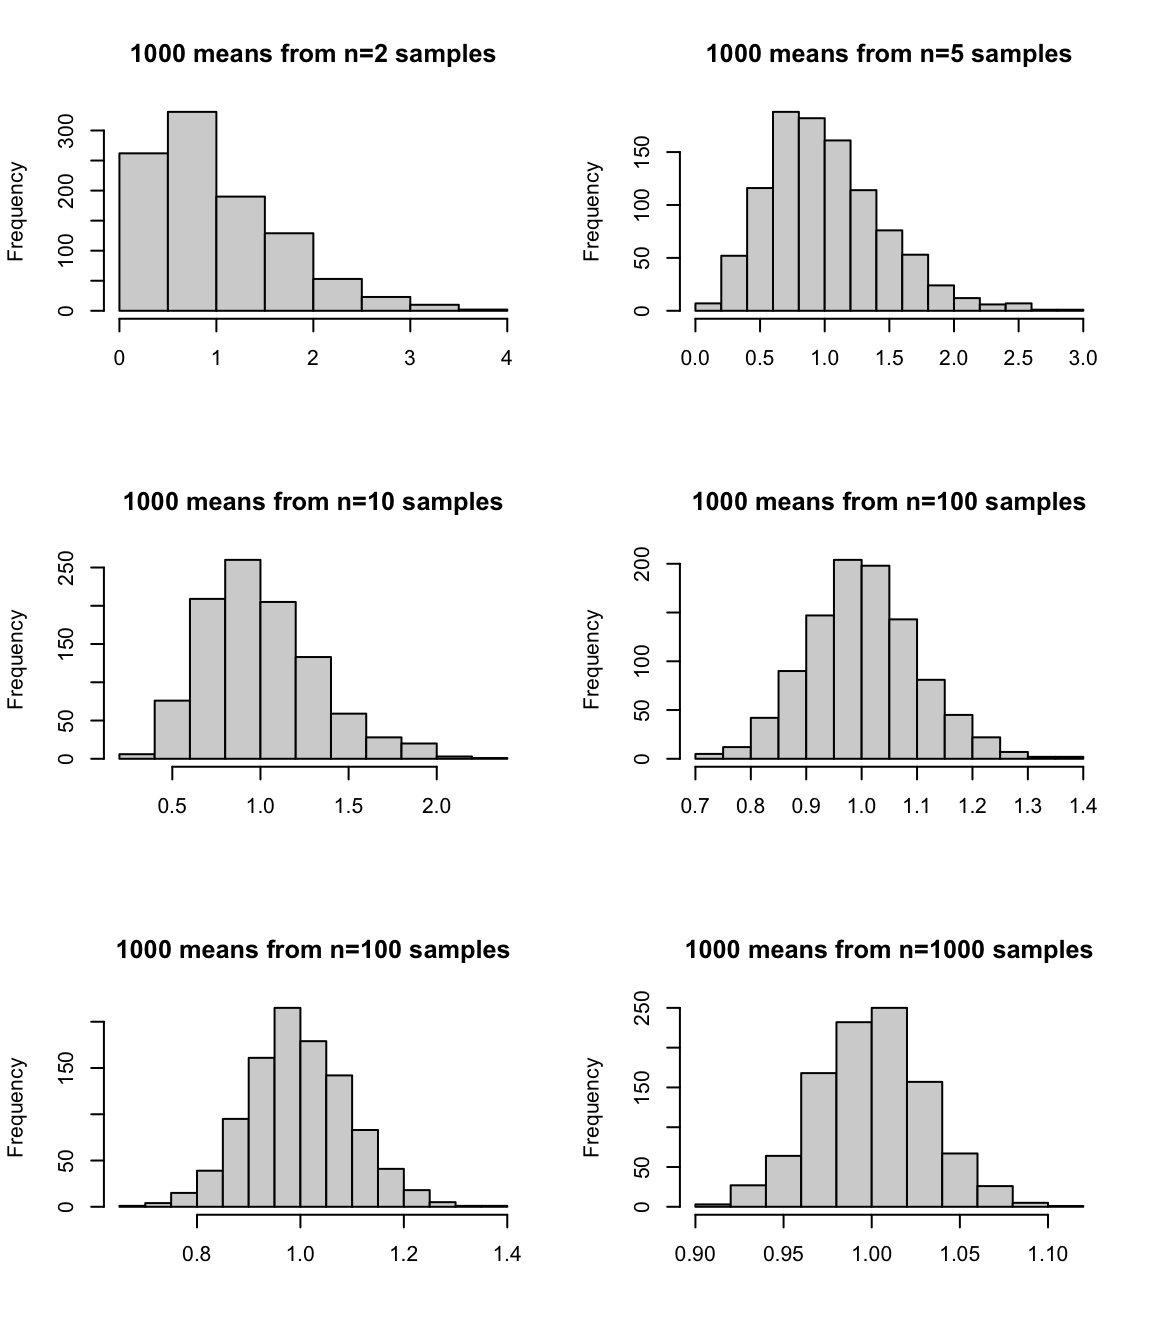 1000 means from n=2 samples
Frequency
0 100 200 300
0 1 2 3 4
1000 means from n=5 samples
Frequency
0 50 100 150
0.0 0.5 1.0 1.5 2.0 2.5 3.0
1000 means from n=10 samples
Frequency
0 50 150 250
0.5 1.0 1.5 2.0
1000 means from n=100 samples
Frequency
0 50 100 200
0.7 0.8 0.9 1.0 1.1 1.2 1.3 1.4
1000 means from n=100 samples
Frequency
0 50 150
0.8 1.0 1.2 1.4
1000 means from n=1000 samples
Frequency
0 50 150 250
0.90 0.95 1.00 1.05 1.10